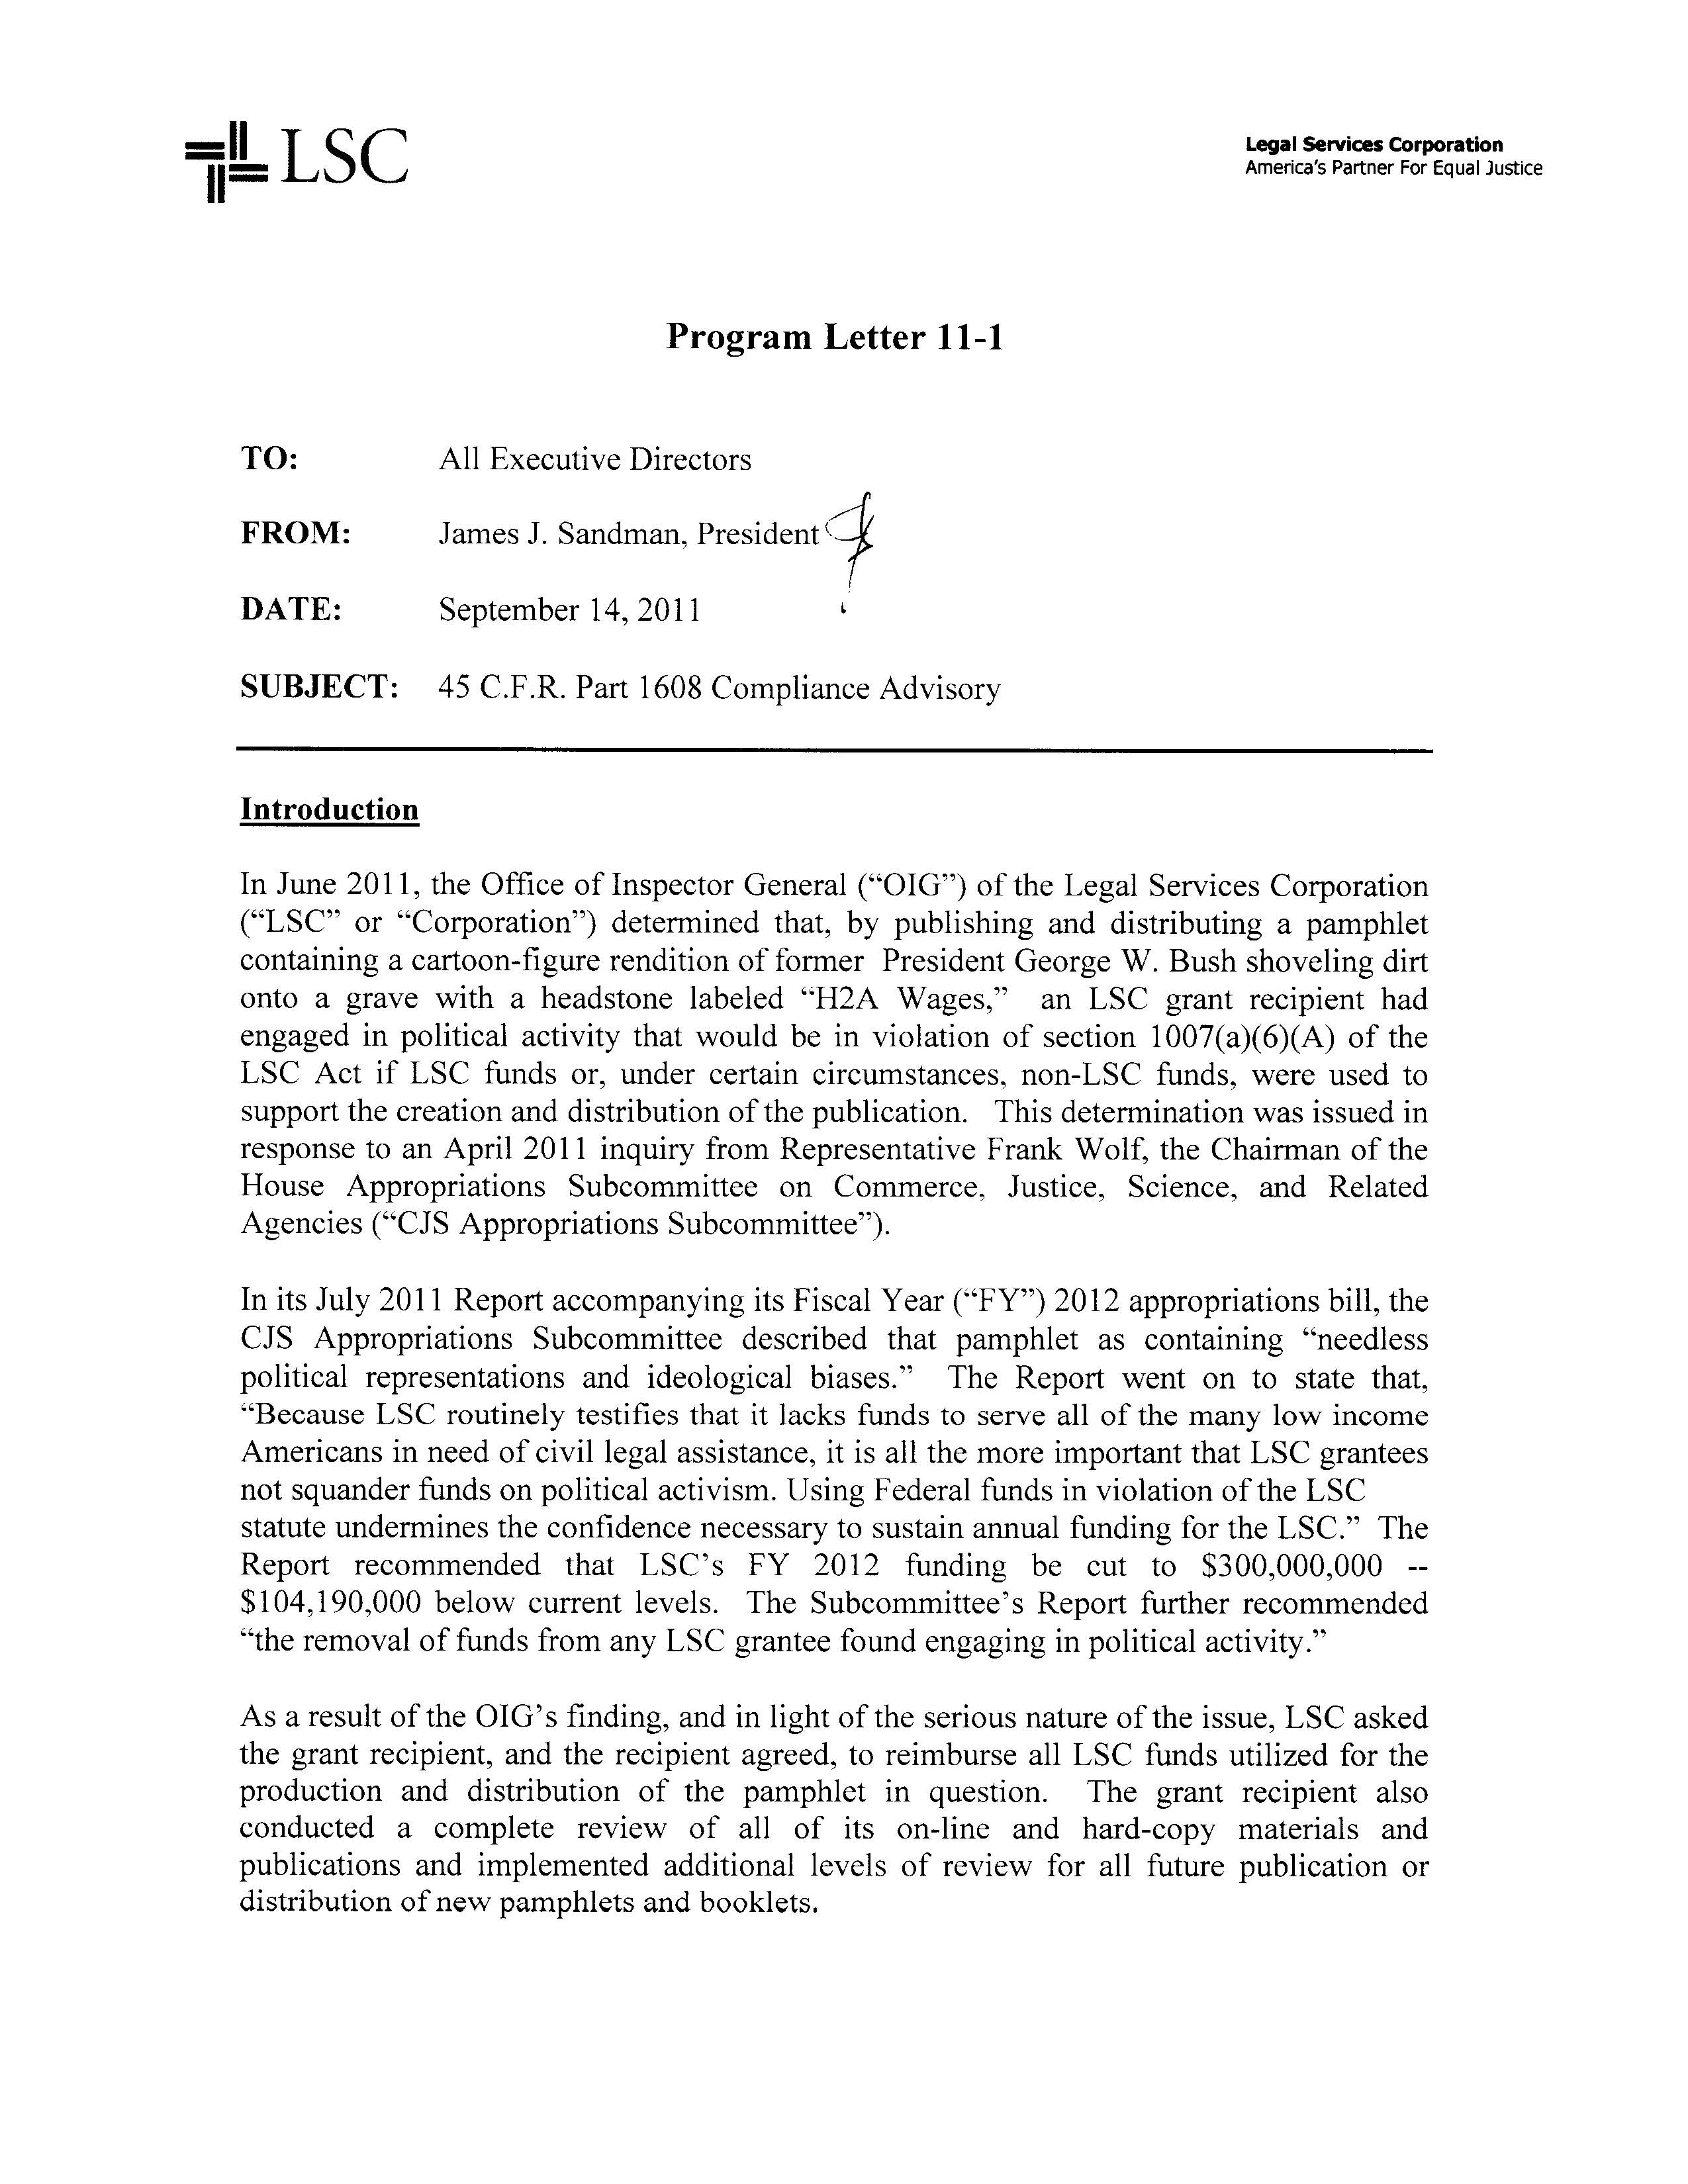 LSC
Legal Services Corporation
America's Partner For Equal Justice
Program Letter 11-1
TO: All Executive Directors
FROM: James J. Sandman, President
DATE: September 14, 2011
SUBJECT: 45 C.F.R. Part 1608 Compliance Advisory
Introduction
In June 2011, the Office of Inspector General (“OIG”) of the Legal Services Corporation
(“LSC” or “Corporation”) determined that, by publishing and distributing a pamphlet
containing a cartoon-figure rendition of former President George W. Bush shoveling dirt
onto a grave with a headstone labeled “H2A Wages,” an LSC grant recipient had
engaged in political activity that would be in violation of section 1007(a)(6)(A) of the
LSC Act if LSC funds or, under certain circumstances, non-LSC funds, were used to
support the creation and distribution of the publication. This determination was issued in
response to an April 2011 inquiry from Representative Frank Wolf, the Chairman of the
House Appropriations Subcommittee on Commerce, Justice, Science, and Related
Agencies (“CJS Appropriations Subcommittee”).
In its July 2011 Report accompanying its Fiscal Year (“FY”) 2012 appropriations bill, the
CJS Appropriations Subcommittee described that pamphlet as containing “needless
political representations and ideological biases.” The Report went on to state that,
“Because LSC routinely testifies that it lacks funds to serve all of the many low income
Americans in need of civil legal assistance, it is all the more important that LSC grantees
not squander funds on political activism. Using Federal funds in violation of the LSC
statute undermines the confidence necessary to sustain annual funding for the LSC.” The
Report recommended that LSC’s FY 2012 funding be cut to $300,000,000 --
$104,190,000 below current levels. The Subcommittee’s Report further recommended
“the removal of funds from any LSC grantee found engaging in political activity.”
As a result of the OIG’s finding, and in light of the serious nature of the issue, LSC asked
the grant recipient, and the recipient agreed, to reimburse all LSC funds utilized for the
production and distribution of the pamphlet in question. The grant recipient also
conducted a complete review of all of its on-line and hard-copy materials and
publications and implemented additional levels of review for all future publication or
distribution of new pamphlets and booklets.